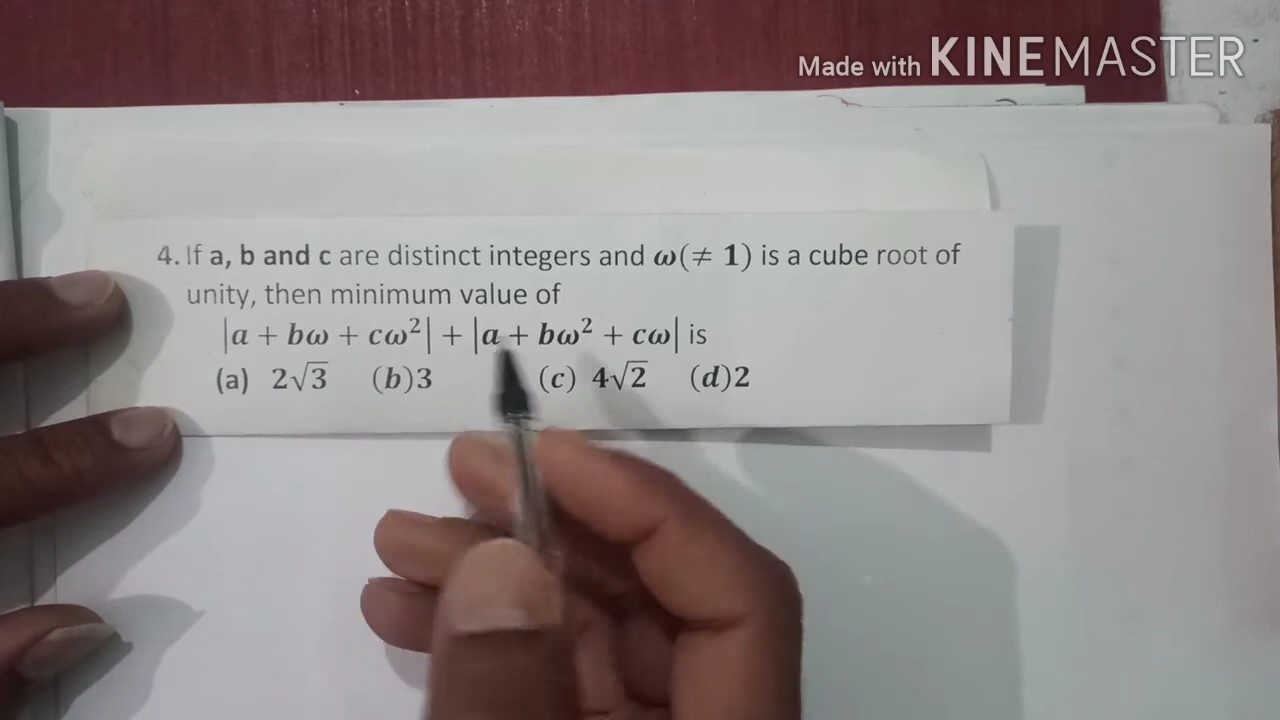 Made with KINEMASTER
4. If a, b and c are distinct integers and ω(≠ 1) is a cube root of
unity, then minimum value of
|a + bω + cω²| + |a + bω² + cω| is
(a) 2√3 (b)3 (c) 4√2 (d)2